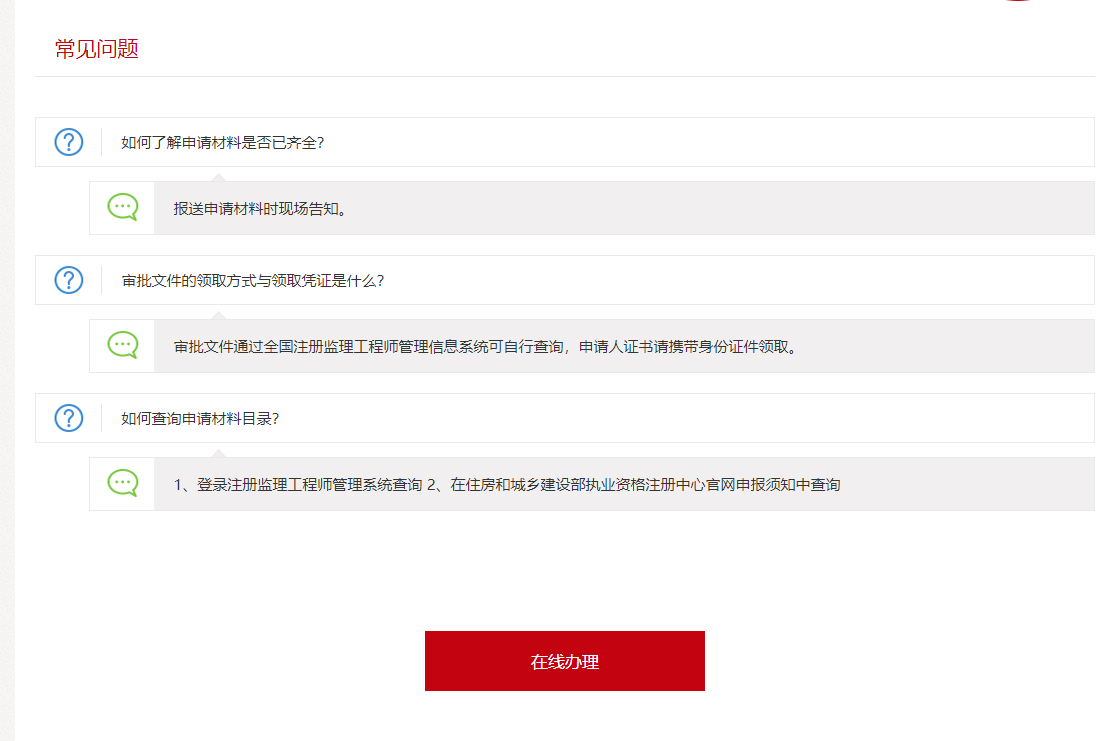 常见问题
如何了解申请材料是否已齐全？
报送申请材料时现场告知。
审批文件的领取方式与领取凭证是什么？
审批文件通过全国注册监理工程师管理信息系统可自行查询，申请人证书请携带身份证件领取。
如何查询申请材料目录？
1、登录注册监理工程师管理系统查询 2、在住房和城乡建设部执业资格注册中心官网申报须知中查询
在线办理